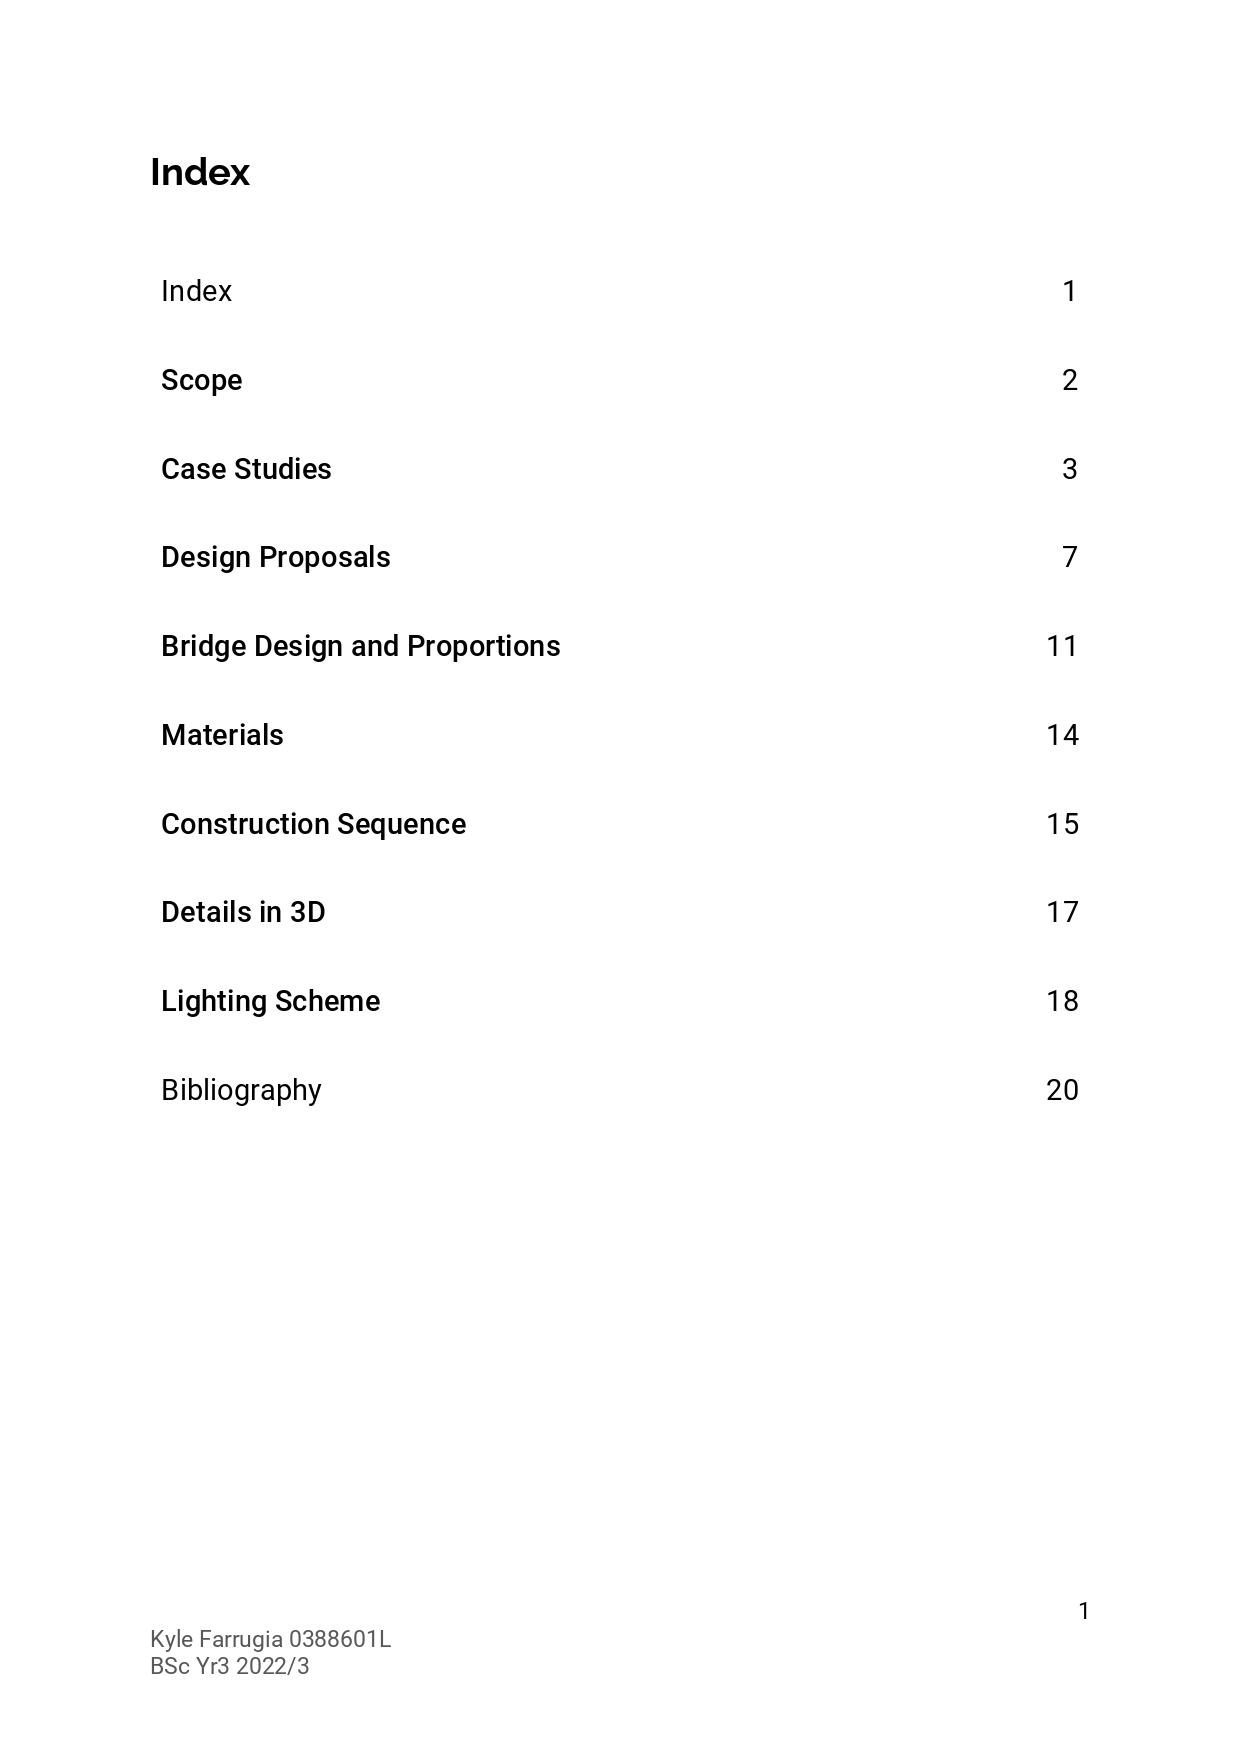 Index
Index 1
Scope 2
Case Studies 3
Design Proposals 7
Bridge Design and Proportions 11
Materials 14
Construction Sequence 15
Details in 3D 17
Lighting Scheme 18
Bibliography 20
1
Kyle Farrugia 0388601L
BSc Yr3 2022/3